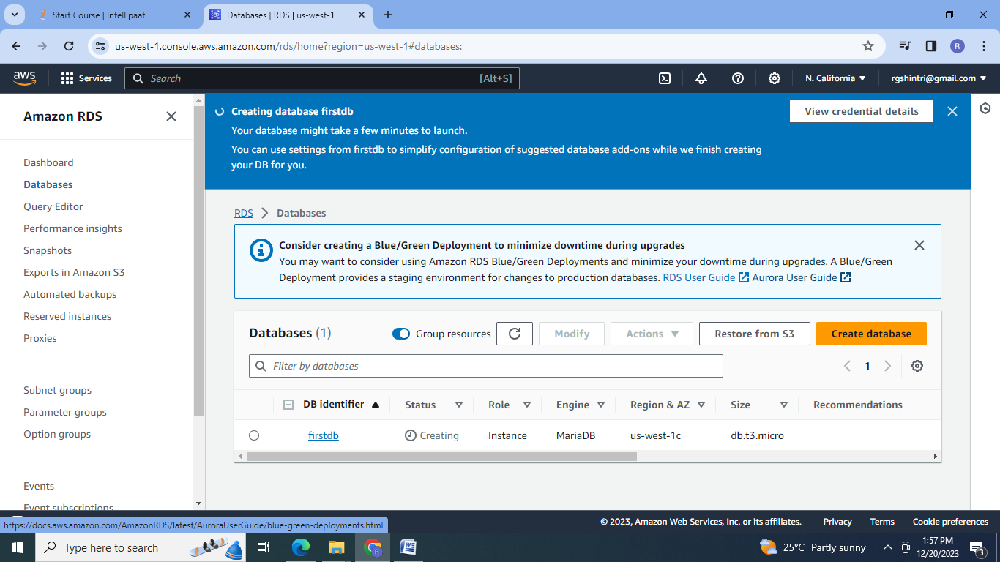 Start Course | Intellipaat
Databases | RDS | us-west-1
us-west-1.console.aws.amazon.com/rds/home?region=us-west-1#databases:
R
aws
Services
Search
[Alt+S]
N. California
rgshintri@gmail.com
Amazon RDS
Dashboard
Databases
Query Editor
Performance insights
Snapshots
Exports in Amazon S3
Automated backups
Reserved instances
Proxies
Subnet groups
Parameter groups
Option groups
Events
Event subscriptions
Creating database firstdb
View credential details
Your database might take a few minutes to launch.
You can use settings from firstdb to simplify configuration of suggested database add-ons while we finish creating
your DB for you.
RDS
Databases
Consider creating a Blue/Green Deployment to minimize downtime during upgrades
You may want to consider using Amazon RDS Blue/Green Deployments and minimize your downtime during upgrades. A Blue/Green
Deployment provides a staging environment for changes to production databases. RDS User Guide Aurora User Guide
Databases (1)
Group resources
Modify
Actions
Restore from S3
Create database
Filter by databases
1
DB identifier Status Role Engine Region & AZ Size Recommendations
firstdb Creating Instance MariaDB us-west-1c db.t3.micro
https://docs.aws.amazon.com/AmazonRDS/latest/AuroraUserGuide/blue-green-deployments.html
© 2023, Amazon Web Services, Inc. or its affiliates.
Privacy
Terms
Cookie preferences
Type here to search
R
W
25°C Partly sunny
1:57 PM
12/20/2023
3